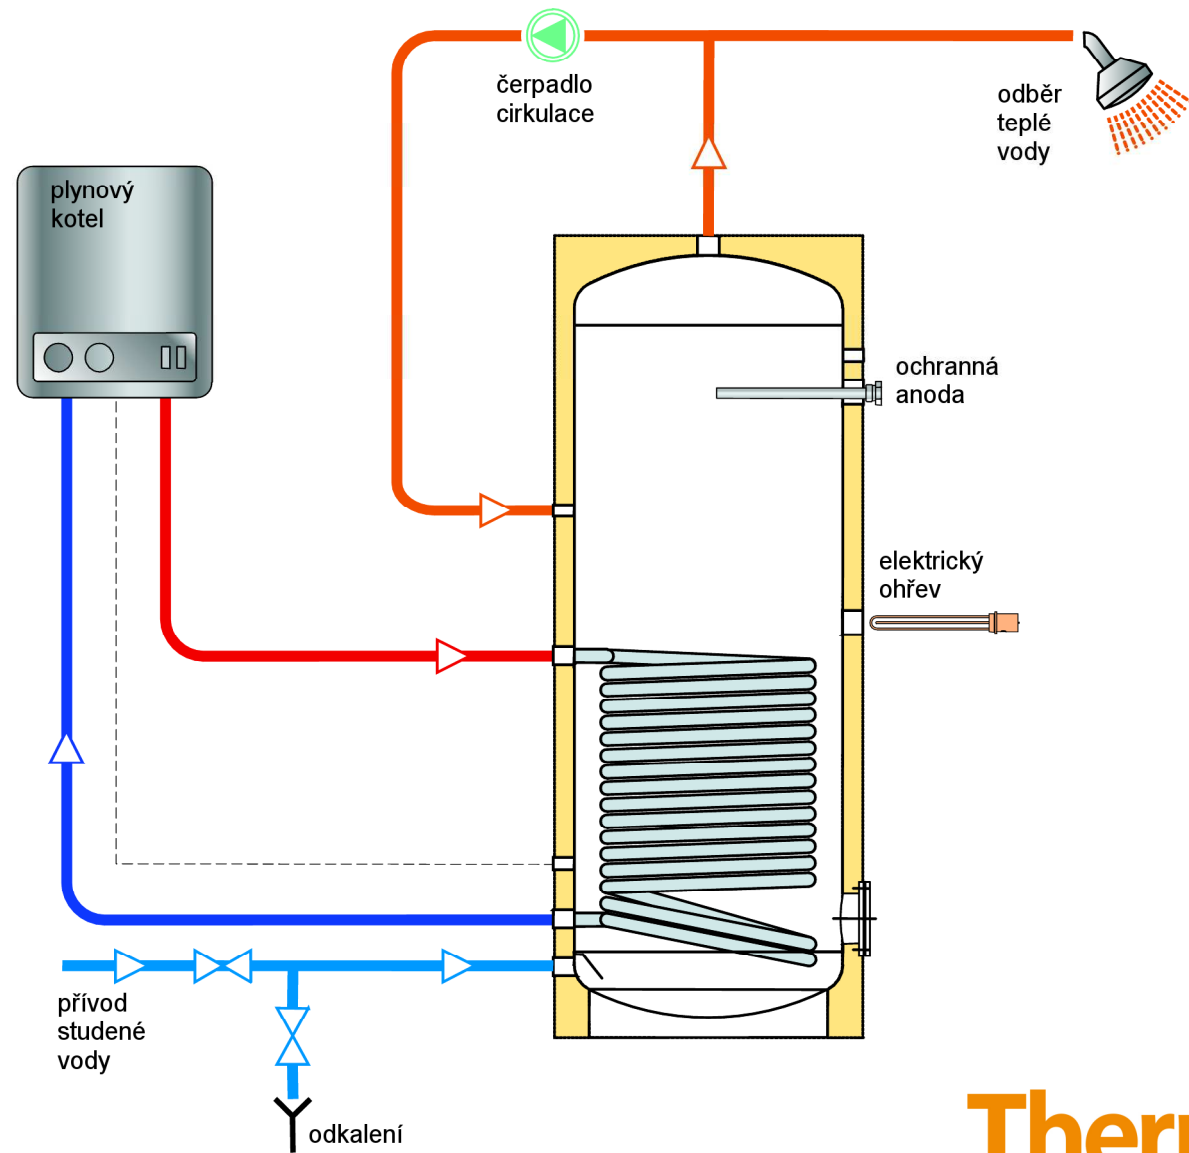 čerpadlo
cirkulace
odběr
teplé
vody
plynový
kotel
ochranná
anoda
elektrický
ohřev
přívod
studené
vody
odkalení